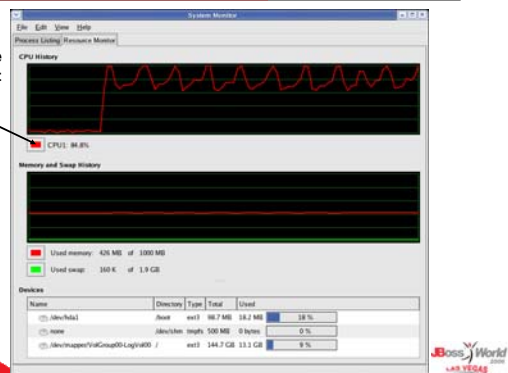 System Monitor
File Edit View Help
Process Listing Resource Monitor
CPU History
CPU1: 84.8%
Memory and Swap History
Used memory: 426 MB of 1000 MB
Used swap: 160 K of 1.9 GB
Devices
Name Directory Type Total Used
/dev/hda1 /boot ext3 98.7 MB 18.2 MB 18 %
none /dev/shm tmpfs 500 MB 0 bytes 0 %
/dev/mapper/VolGroup00-LogVol00 / ext3 144.7 GB 13.1 GB 9 %
JBoss World
LAS VEGAS